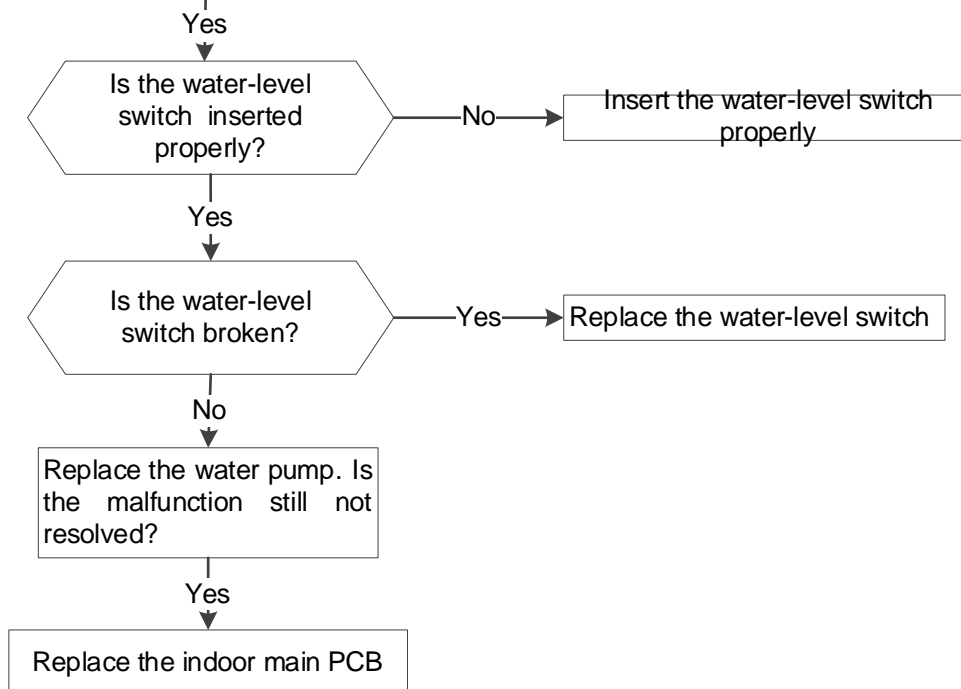 Yes
Is the water-level
switch inserted
properly?
No
Insert the water-level switch
properly
Yes
Is the water-level
switch broken?
Yes
Replace the water-level switch
No
Replace the water pump. Is
the malfunction still not
resolved?
Yes
Replace the indoor main PCB